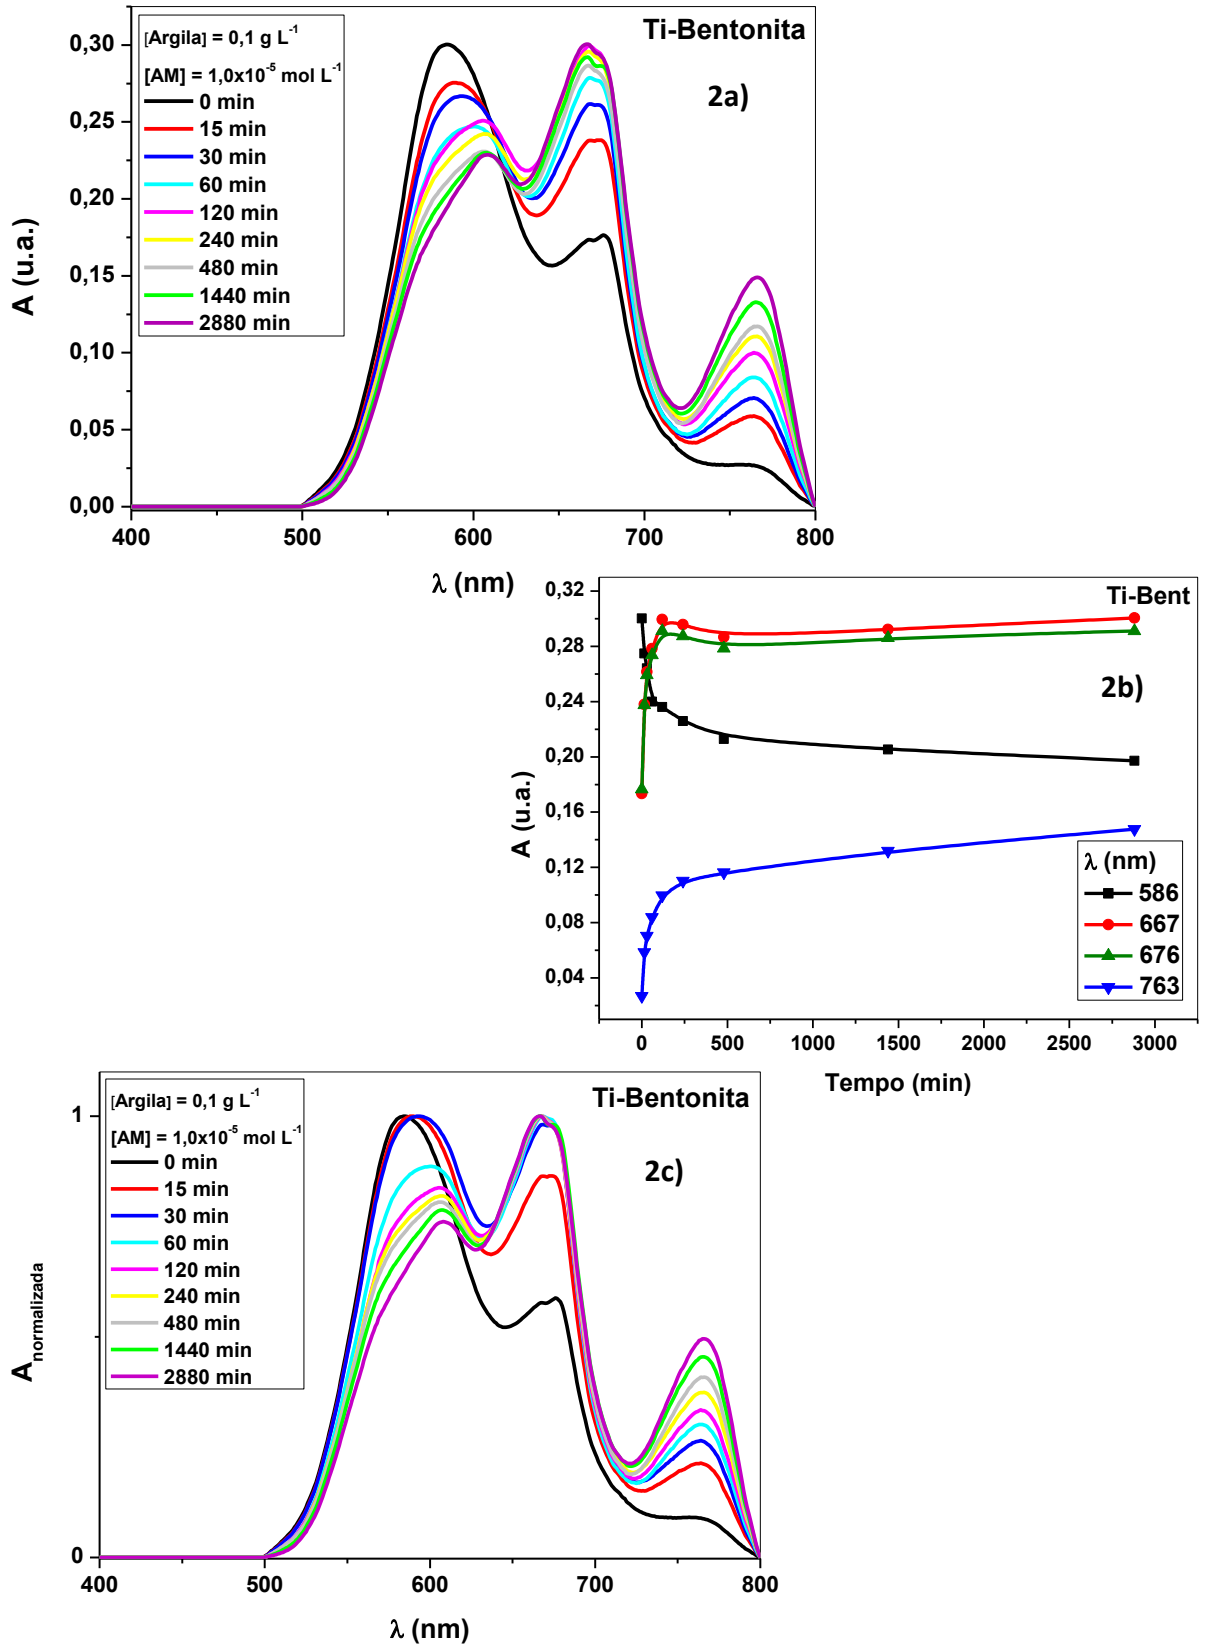 Ti-Bentonita
2a)
[Argila] = 0,1 g L-1
[AM] = 1,0x10-5 mol L-1
0 min
15 min
30 min
60 min
120 min
240 min
480 min
1440 min
2880 min
A (u.a.)
0,30
0,25
0,20
0,15
0,10
0,05
0,00
400 500 600 700 800
λ (nm)
Ti-Bent
2b)
A (u.a.)
0,32
0,28
0,24
0,20
0,16
0,12
0,08
0,04
λ (nm)
586
667
676
763
0 500 1000 1500 2000 2500 3000
Tempo (min)
Ti-Bentonita
2c)
[Argila] = 0,1 g L-1
[AM] = 1,0x10-5 mol L-1
0 min
15 min
30 min
60 min
120 min
240 min
480 min
1440 min
2880 min
Anormalizada
1
0
400 500 600 700 800
λ (nm)